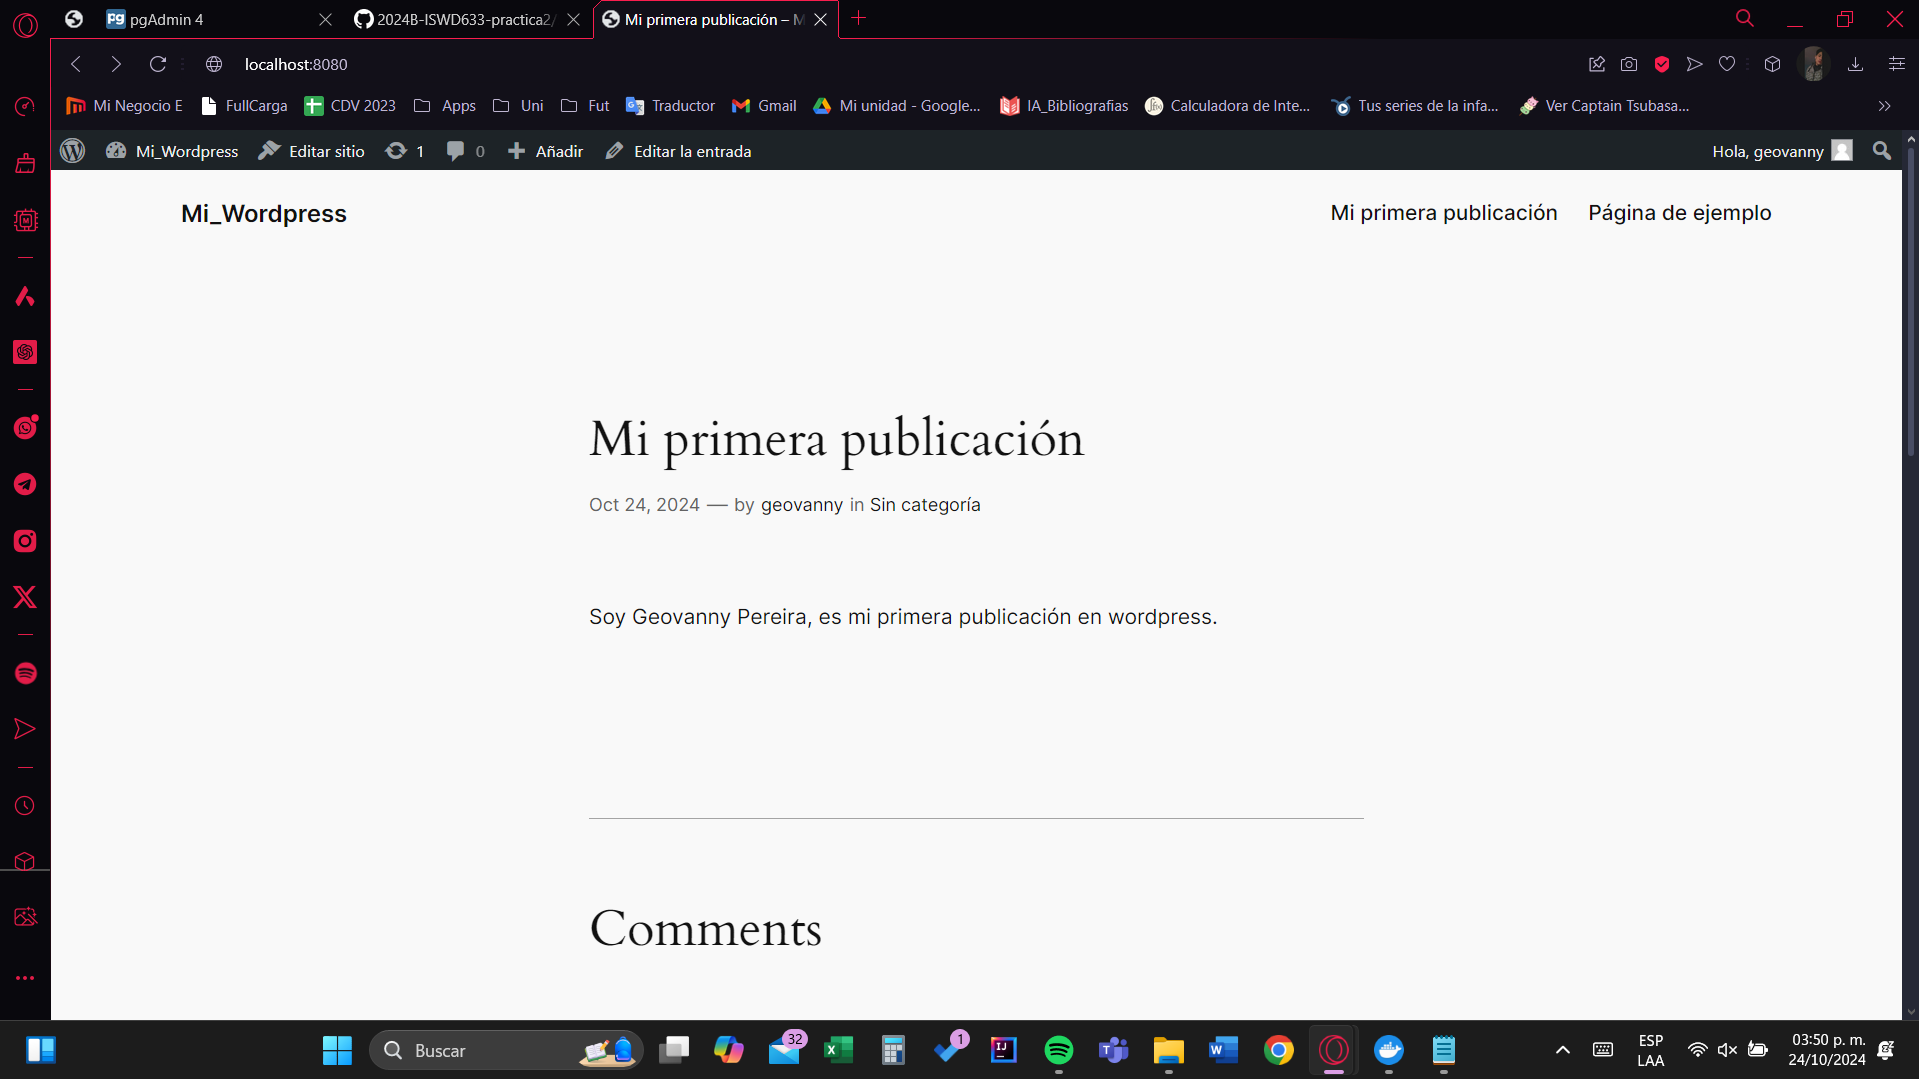 pgAdmin 4
2024B-ISWD633-practica2/
Mi primera publicación – M
localhost:8080
Mi Negocio E
FullCarga
CDV 2023
Apps
Uni
Fut
Traductor
Gmail
Mi unidad - Google...
IA_Bibliografias
Calculadora de Inte...
Tus series de la infa...
Ver Captain Tsubasa...
Mi_Wordpress
Editar sitio
1
0
Añadir
Editar la entrada
Hola, geovanny
Mi_Wordpress
Mi primera publicación
Página de ejemplo
Mi primera publicación
Oct 24, 2024 — by geovanny in Sin categoría
Soy Geovanny Pereira, es mi primera publicación en wordpress.
Comments
Buscar
32
1
ESP
LAA
03:50 p. m.
24/10/2024